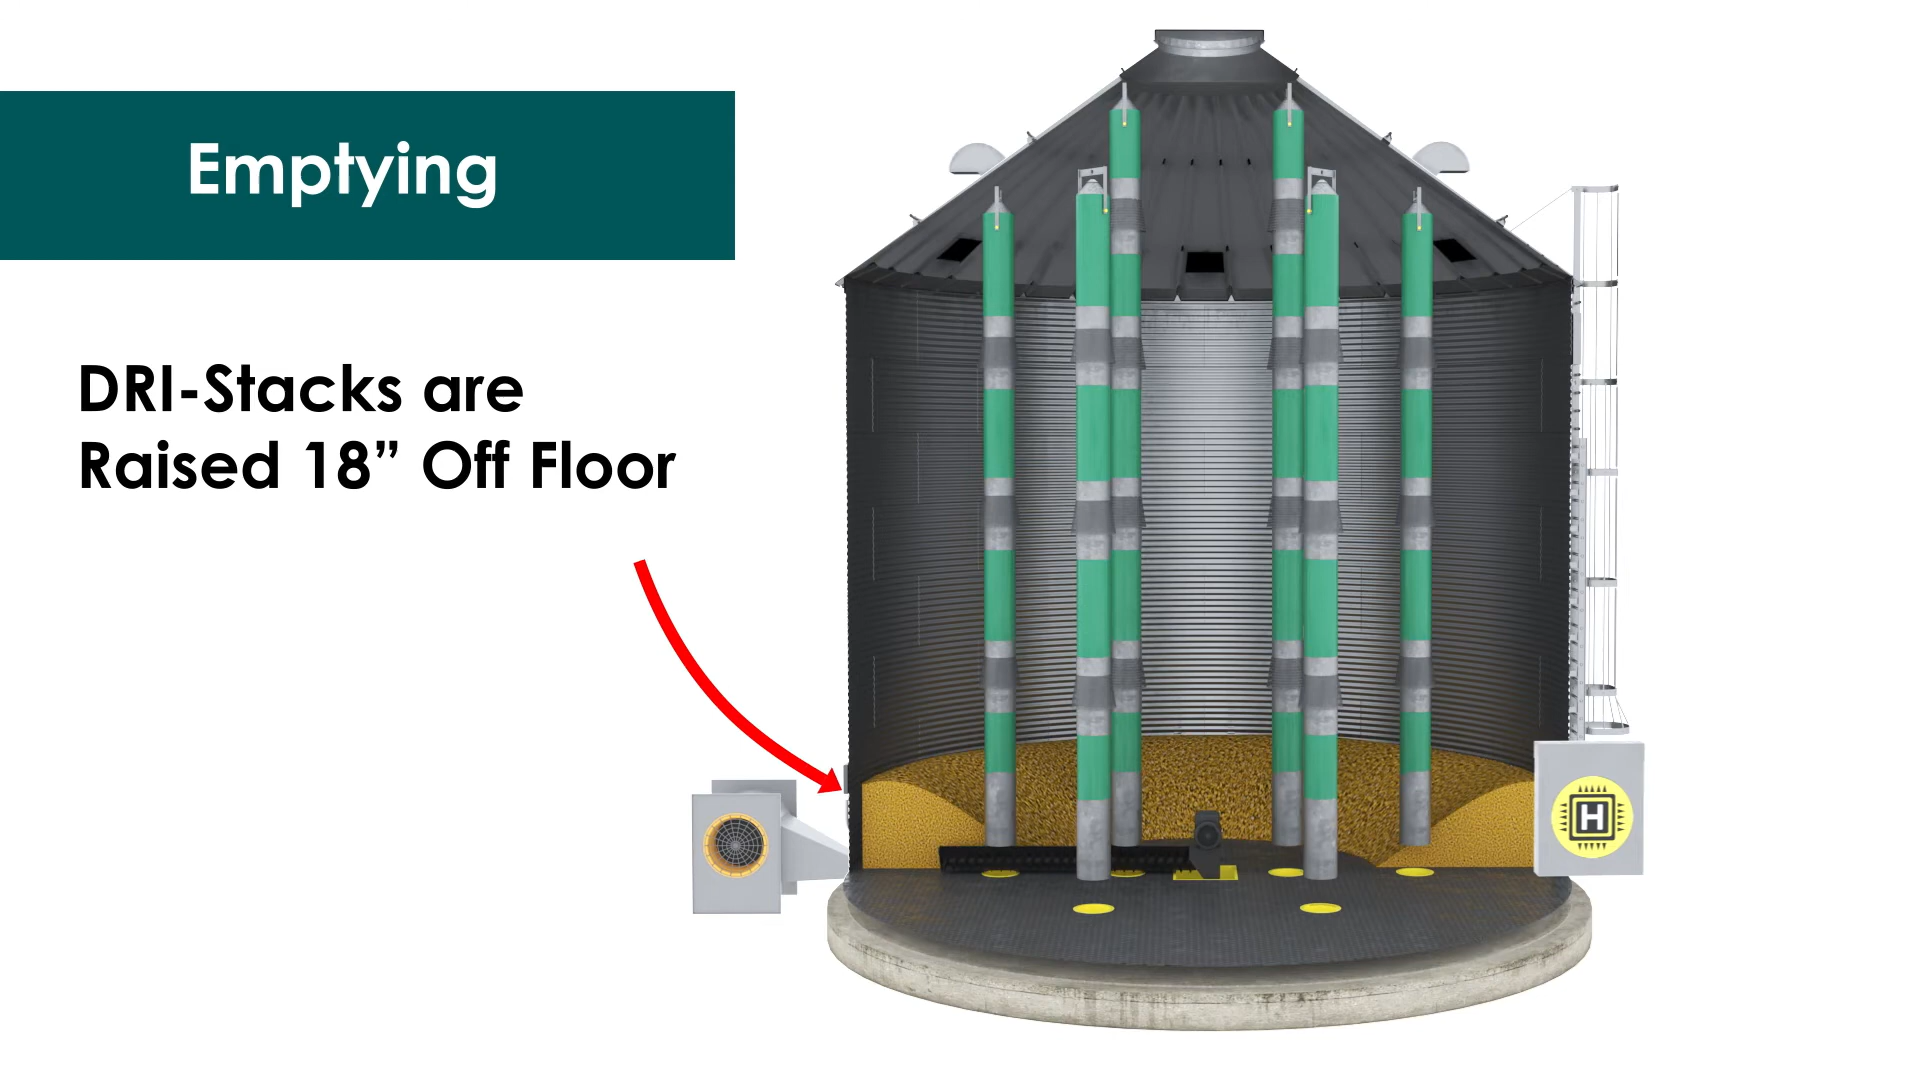 Emptying
DRI-Stacks are
Raised 18” Off Floor
H